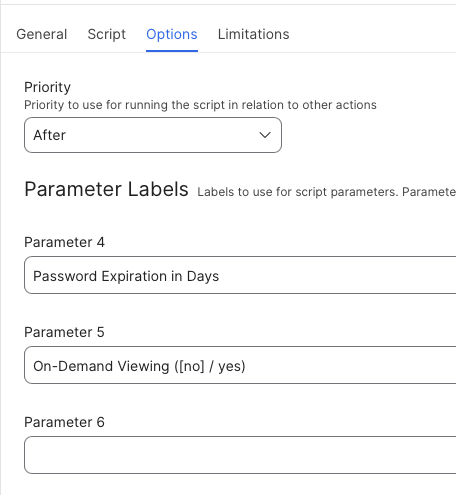 General Script Options Limitations
Priority
Priority to use for running the script in relation to other actions
After
Parameter Labels Labels to use for script parameters. Paramete
Parameter 4
Password Expiration in Days
Parameter 5
On-Demand Viewing ([no] / yes)
Parameter 6